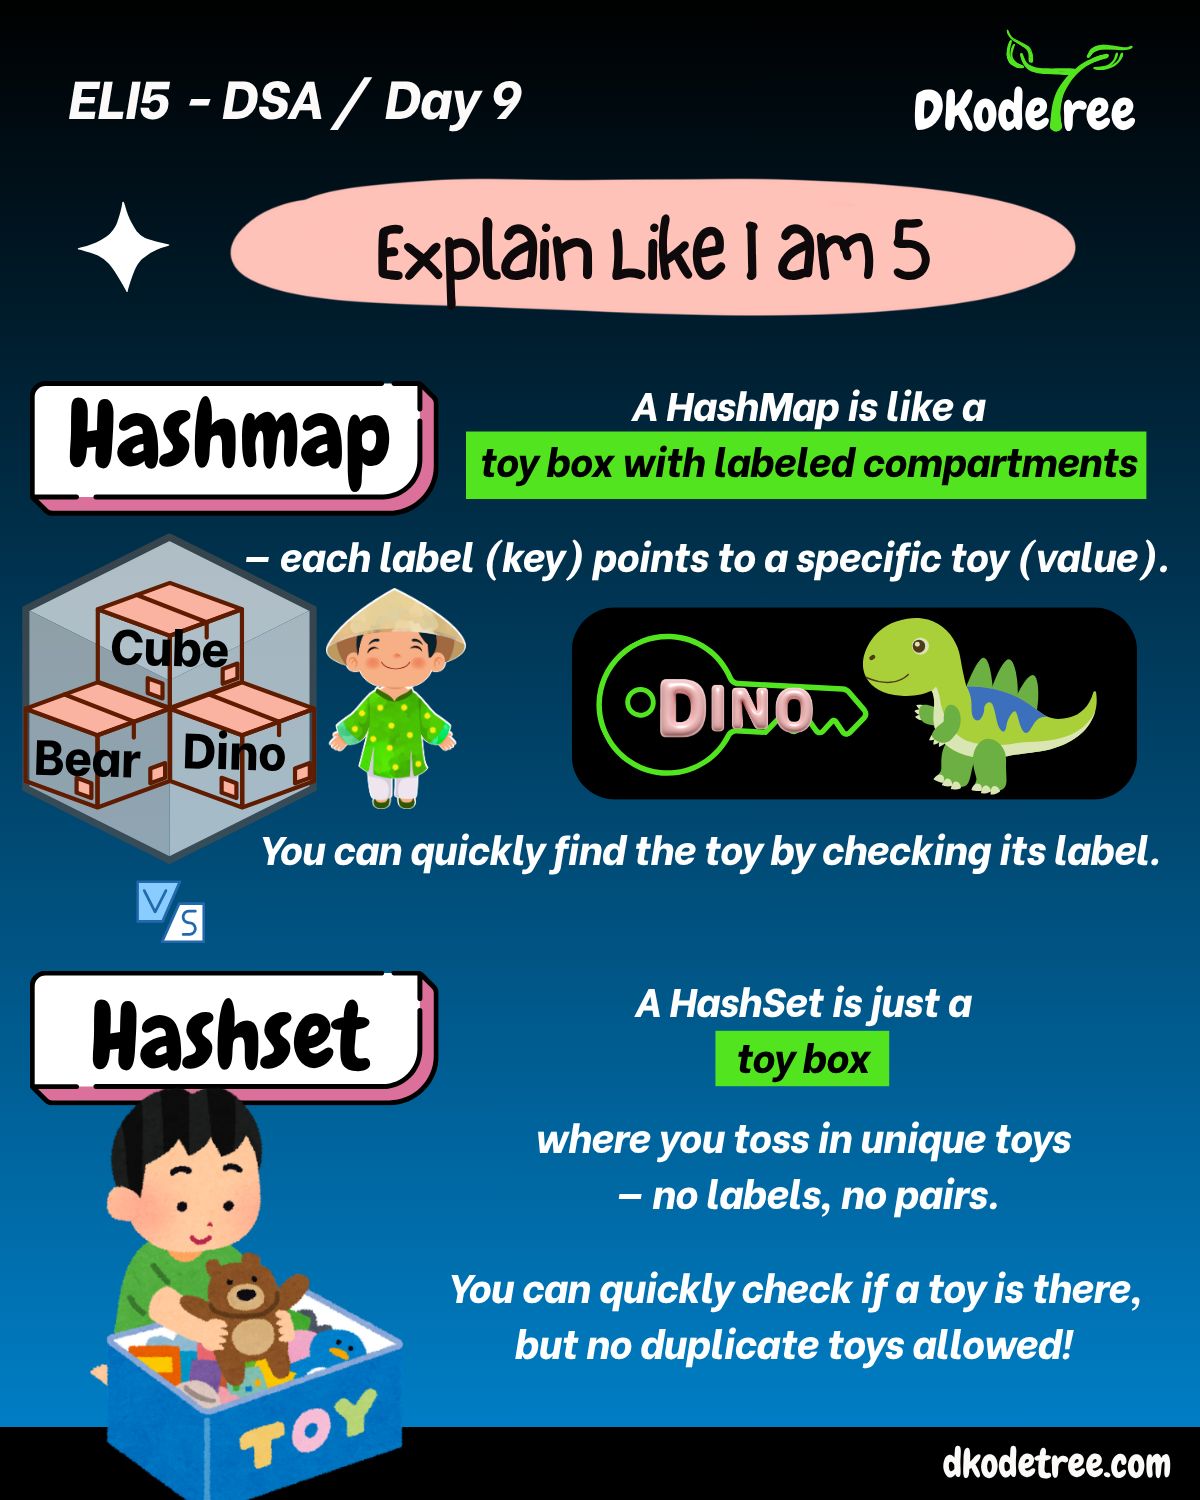 ELI5 - DSA / Day 9
DKodeTree
Explain Like I am 5
Hashmap
A HashMap is like a
toy box with labeled compartments
– each label (key) points to a specific toy (value).
Cube
Bear
Dino
DINO
You can quickly find the toy by checking its label.
VS
Hashset
A HashSet is just a
toy box
where you toss in unique toys
– no labels, no pairs.
You can quickly check if a toy is there,
but no duplicate toys allowed!
TOY
dkodetree.com